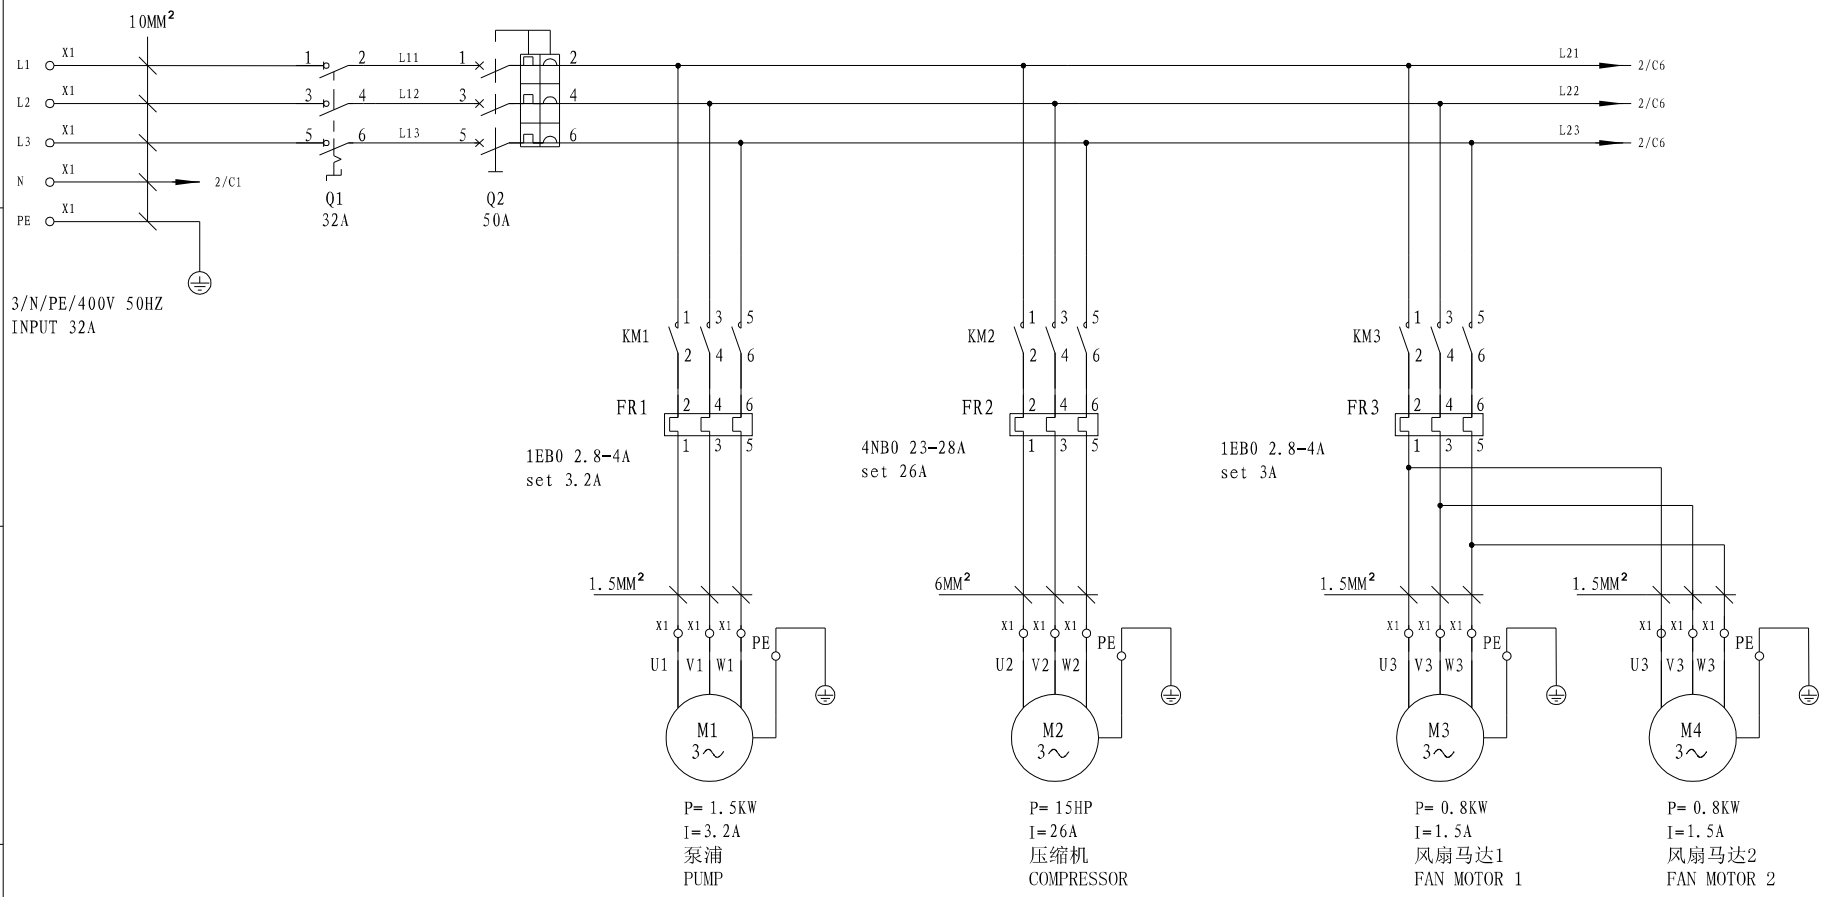 10MM²
L1 X1 1 2 L11 1 2 L21 2/C6
L2 X1 3 4 L12 3 4 L22 2/C6
L3 X1 5 6 L13 5 6 L23 2/C6
N X1 2/C1
PE X1
Q1
32A
Q2
50A
3/N/PE/400V 50HZ
INPUT 32A
1 3 5
KM1
2 4 6
FR1
2 4 6
1 3 5
1EB0 2.8-4A
set 3.2A
1.5MM²
X1 X1 X1 PE
U1 V1 W1
M1
3~
P= 1.5KW
I=3.2A
泵浦
PUMP
1 3 5
KM2
2 4 6
FR2
2 4 6
1 3 5
4NB0 23-28A
set 26A
6MM²
X1 X1 X1 PE
U2 V2 W2
M2
3~
P= 15HP
I=26A
压缩机
COMPRESSOR
1 3 5
KM3
2 4 6
FR3
2 4 6
1 3 5
1EB0 2.8-4A
set 3A
1.5MM²
X1 X1 X1 PE
U3 V3 W3
M3
3~
P= 0.8KW
I=1.5A
风扇马达1
FAN MOTOR 1
1.5MM²
X1 X1 X1 PE
U3 V3 W3
M4
3~
P= 0.8KW
I=1.5A
风扇马达2
FAN MOTOR 2